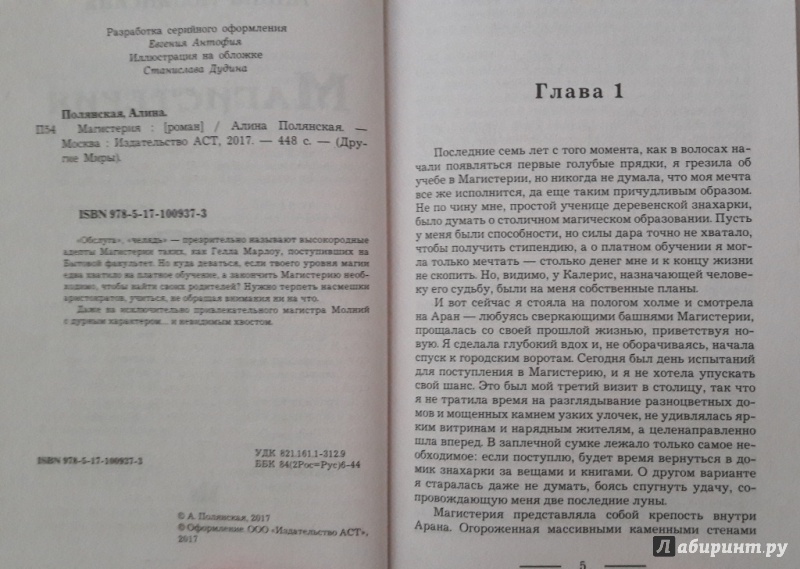 Разработка серийного оформления
Евгения Антофия
Иллюстрация на обложке
Станислава Дудина
Полянская, Алина.
П54 Магистерия : [роман] / Алина Полянская. —
Москва : Издательство АСТ, 2017. — 448 с. — (Дру-
гие Миры).
ISBN 978-5-17-100937-3
«Обслуга», «челядь» — презрительно называют высокородные
адепты Магистерии таких, как Гелла Марлоу, поступивших на
Бытовой факультет. Но куда деваться, если твоего уровня магии
едва хватило на платное обучение, а закончить Магистерию необ-
ходимо, чтобы найти своих родителей? Нужно терпеть насмешки
аристократов, учиться, не обращая внимания ни на что.
Даже на исключительно привлекательного магистра
с дурным характером... и невидимым хвостом.
УДК 821.161.1-312.9
ББК 84(2Рос=Рус)6-44
ISBN 978-5-17-100937-3
© А. Полянская, 2017
© Оформление. ООО «Издательство АСТ»,
2017
Глава 1
Последние семь лет с того момента, как в волосах на-
чали появляться первые голубые прядки, я грезила об
учебе в Магистерии, но никогда не думала, что моя мечта
все же исполнится, да еще таким причудливым образом.
Не по чину мне, простой ученице деревенской знахарки,
было думать о столичном магическом образовании. Пусть
у меня были способности, но силы дара точно не хватало,
чтобы получить стипендию, а о платном обучении я мог-
ла только мечтать — столько денег мне и к концу жизни
не скопить. Но, видимо, у Калерис, назначающей челове-
ку его судьбу, были на меня собственные планы.
И вот сейчас я стояла на пологом холме и смотрела
на Аран — любуясь сверкающими башнями Магистерии,
прощалась со своей прошлой жизнью, приветствуя но-
вую. Я сделала глубокий вдох и, не оборачиваясь, начала
спуск к городским воротам. Сегодня был день испытаний
для поступления в Магистерию, и я не хотела упускать
свой шанс. Это был мой третий визит в столицу, так что
я не тратила время на разглядывание разноцветных до-
мов и мощенных камнем узких улочек, не удивлялась яр-
ким витринам и нарядным жителям, а целенаправленно
шла вперед. В заплечной сумке лежало только самое не-
обходимое: если поступлю, будет время вернуться в до-
мик знахарки за вещами и книгами. О другом варианте
я старалась даже не думать, боясь спугнуть удачу, со-
провождающую меня две последние луны.
Магистерия представляла собой крепость внутри
Арана. Огороженная массивными каменными стенами
5
Лабиринт.ру